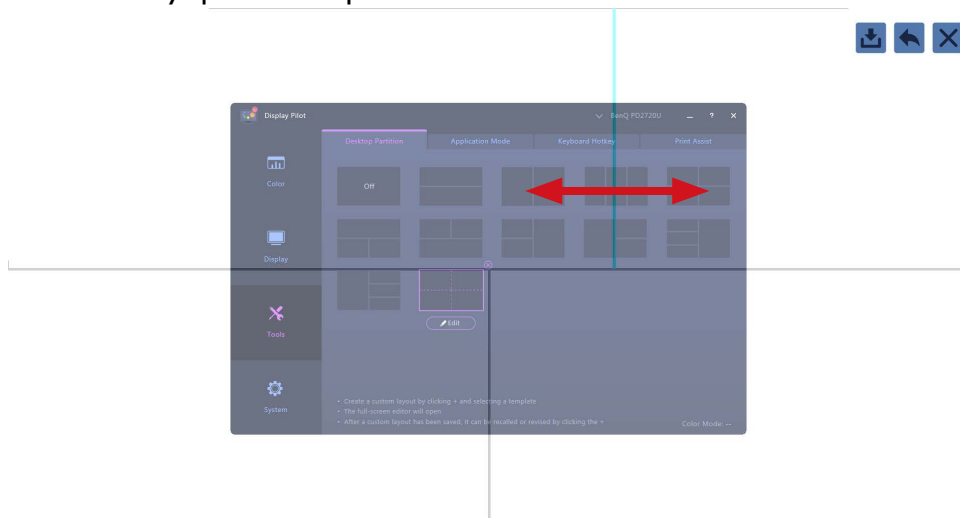 Display Pilot
BenQ PD2720U
Desktop Partition
Application Mode
Keyboard Hotkey
Print Assist
Color
Off
Display
Tools
Edit
System
• Create a custom layout by clicking + and selecting a template
• The full-screen editor will open
• After a custom layout has been saved, it can be recalled or revised by clicking the +
Color Mode: --